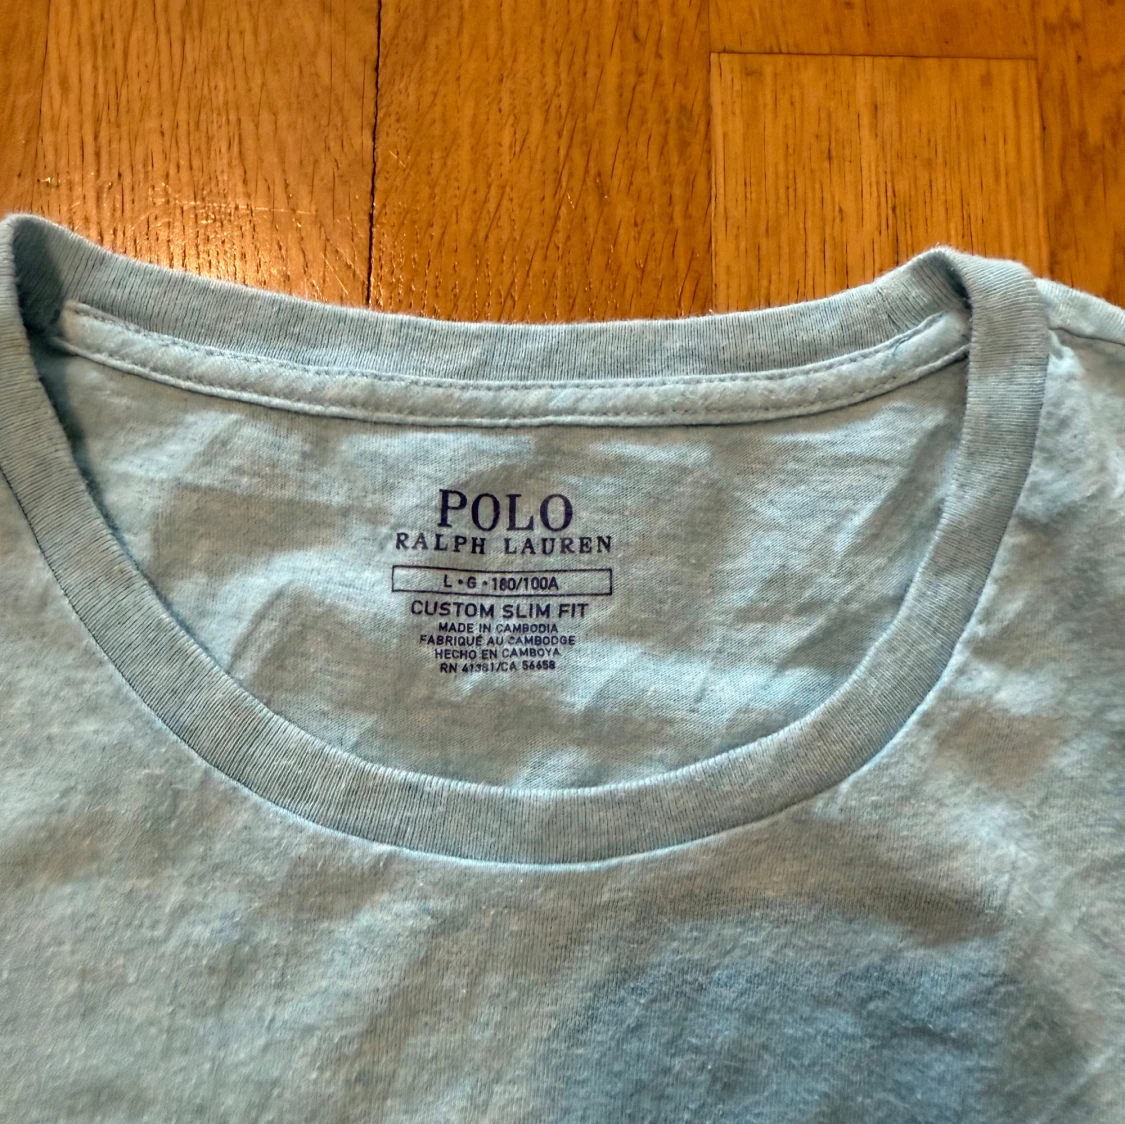 POLO
RALPH LAUREN
L • G • 180/100A
CUSTOM SLIM FIT
MADE IN CAMBODIA
FABRIQUÉ AU CAMBODGE
HECHO EN CAMBOYA
RN 41381/CA 56658